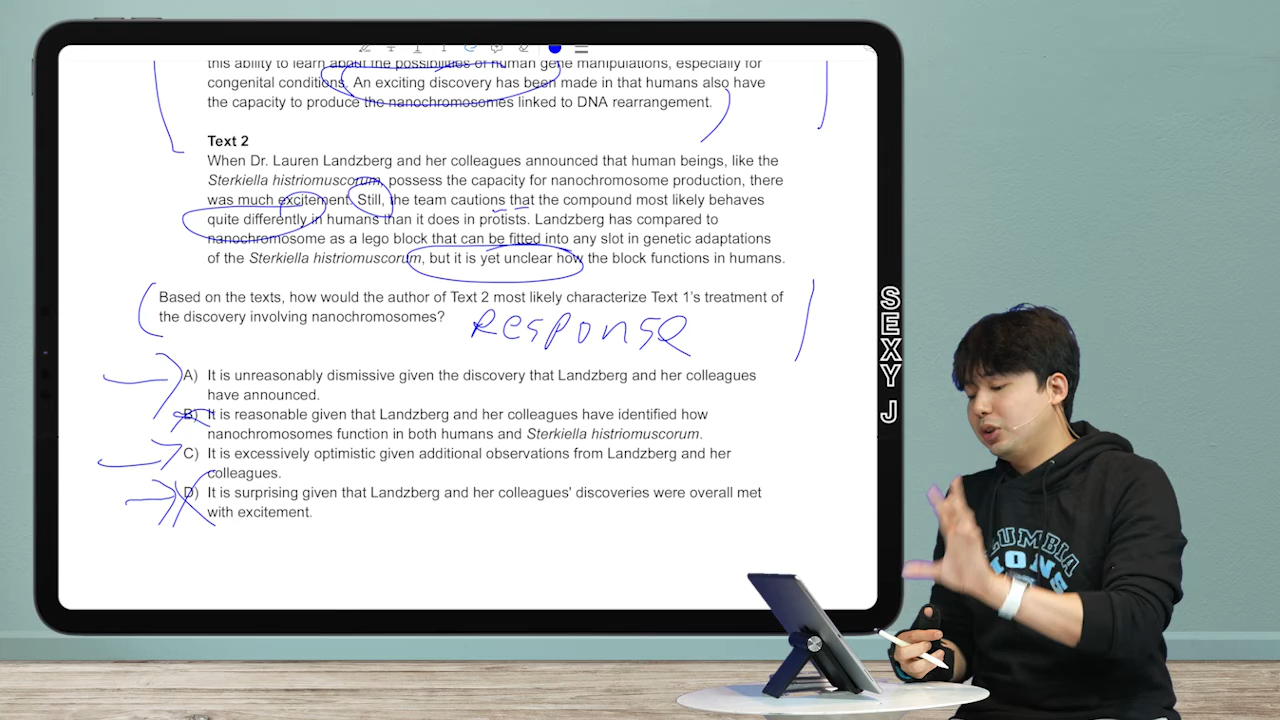 this ability to learn about the possibilities of human gene manipulations, especially for
congenital conditions. An exciting discovery has been made in that humans also have
the capacity to produce the nanochromosomes linked to DNA rearrangement.
Text 2
When Dr. Lauren Landzberg and her colleagues announced that human beings, like the
Sterkiella histriomuscorum, possess the capacity for nanochromosome production, there
was much excitement. Still, the team cautions that the compound most likely behaves
quite differently in humans than it does in protists. Landzberg has compared to
nanochromosome as a lego block that can be fitted into any slot in genetic adaptations
of the Sterkiella histriomuscorum, but it is yet unclear how the block functions in humans.
Based on the texts, how would the author of Text 2 most likely characterize Text 1's treatment of
the discovery involving nanochromosomes?
Response
A) It is unreasonably dismissive given the discovery that Landzberg and her colleagues
have announced.
B) It is reasonable given that Landzberg and her colleagues have identified how
nanochromosomes function in both humans and Sterkiella histriomuscorum.
C) It is excessively optimistic given additional observations from Landzberg and her
colleagues.
D) It is surprising given that Landzberg and her colleagues' discoveries were overall met
with excitement.
SEXY J
LUMBIA
IONS